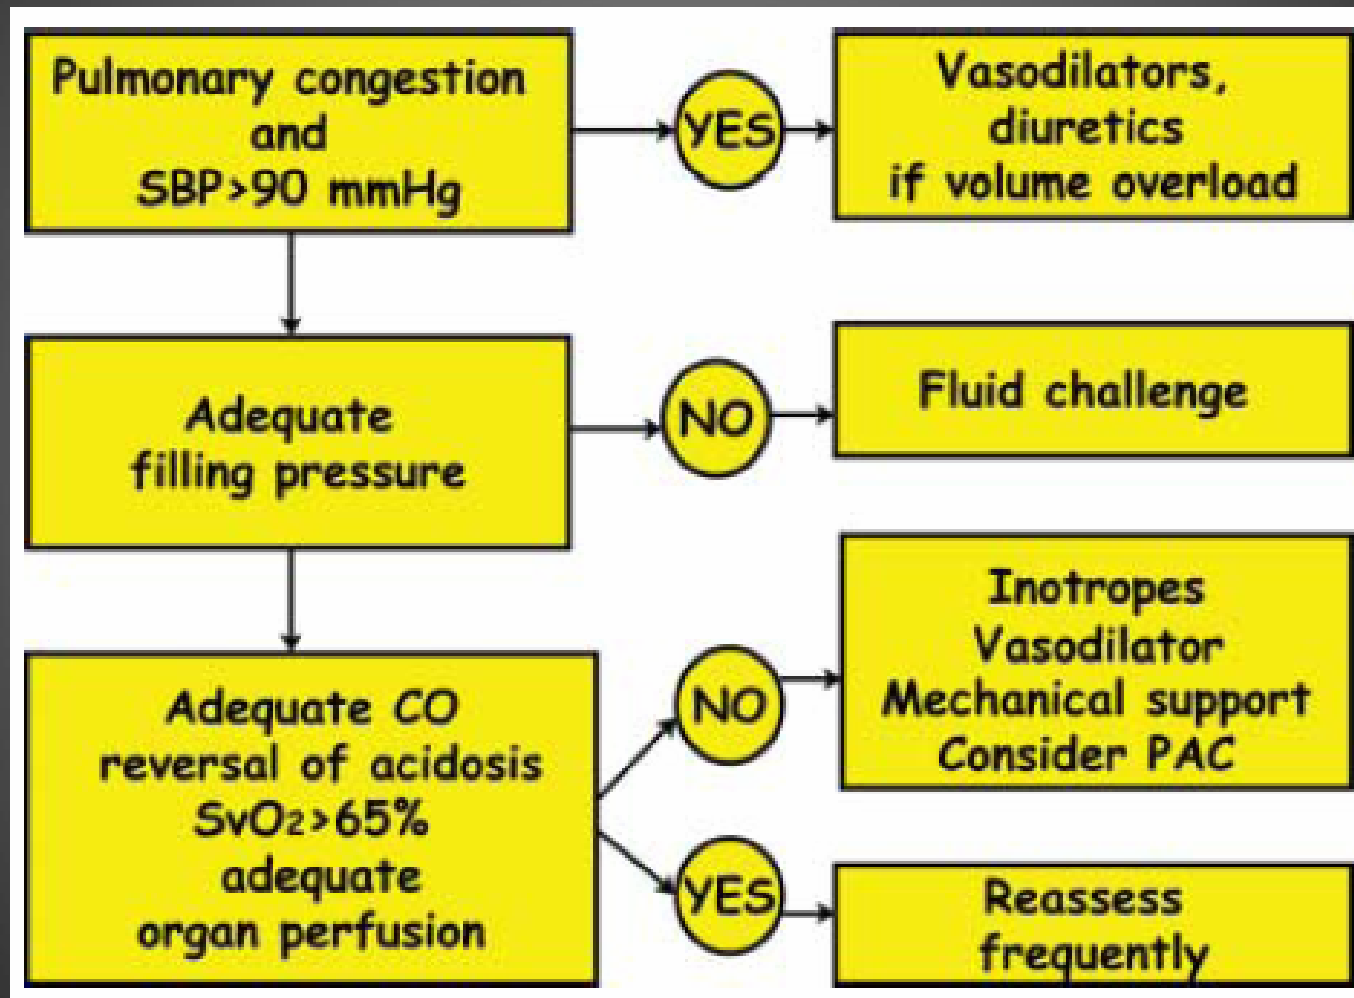 Pulmonary congestion
and
SBP>90 mmHg
YES
Vasodilators,
diuretics
if volume overload
Adequate
filling pressure
NO
Fluid challenge
Adequate CO
reversal of acidosis
SvO2>65%
adequate
organ perfusion
NO
Inotropes
Vasodilator
Mechanical support
Consider PAC
YES
Reassess
frequently